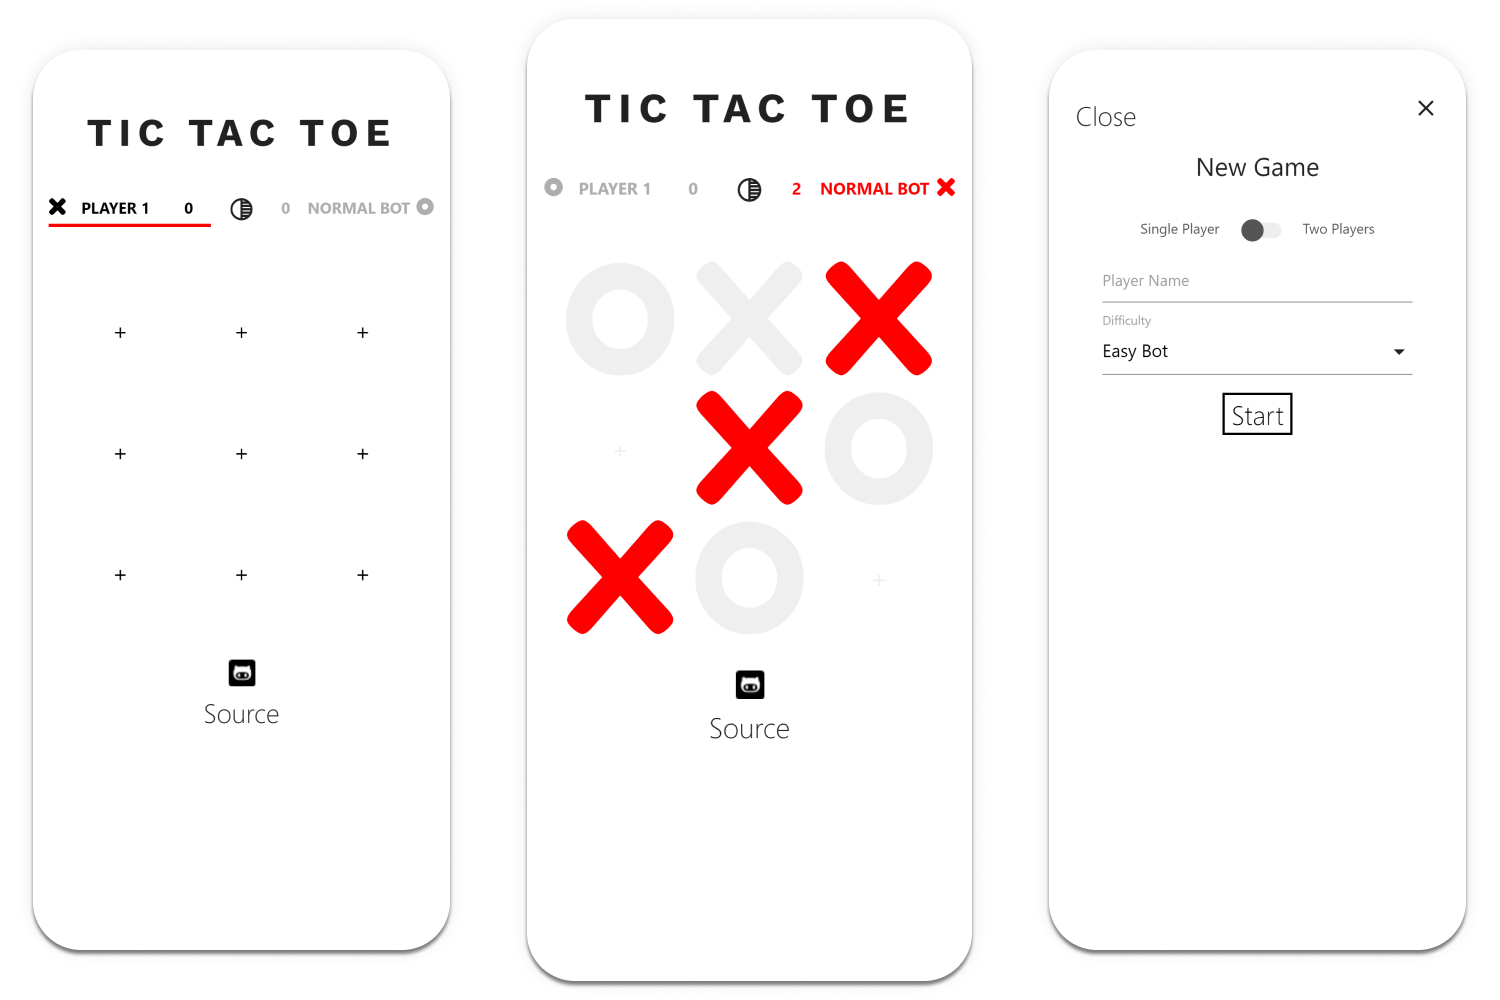 TIC TAC TOE
PLAYER 1 0 0 NORMAL BOT
Source
TIC TAC TOE
PLAYER 1 0 2 NORMAL BOT
Source
Close
New Game
Single Player Two Players
Player Name
Difficulty
Easy Bot
Start